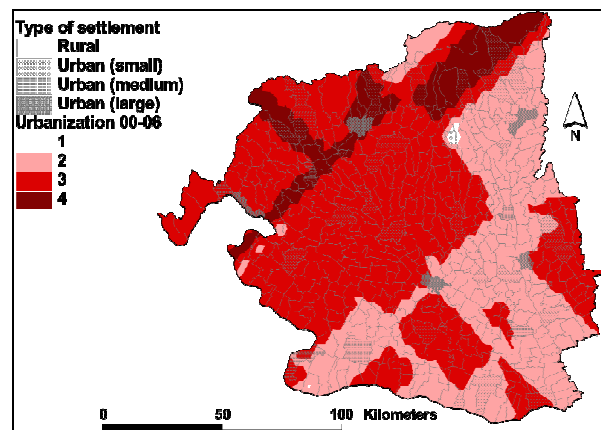 Type of settlement
Rural
Urban (small)
Urban (medium)
Urban (large)
Urbanization 00-06
1
2
3
4
N
0 50 100 Kilometers